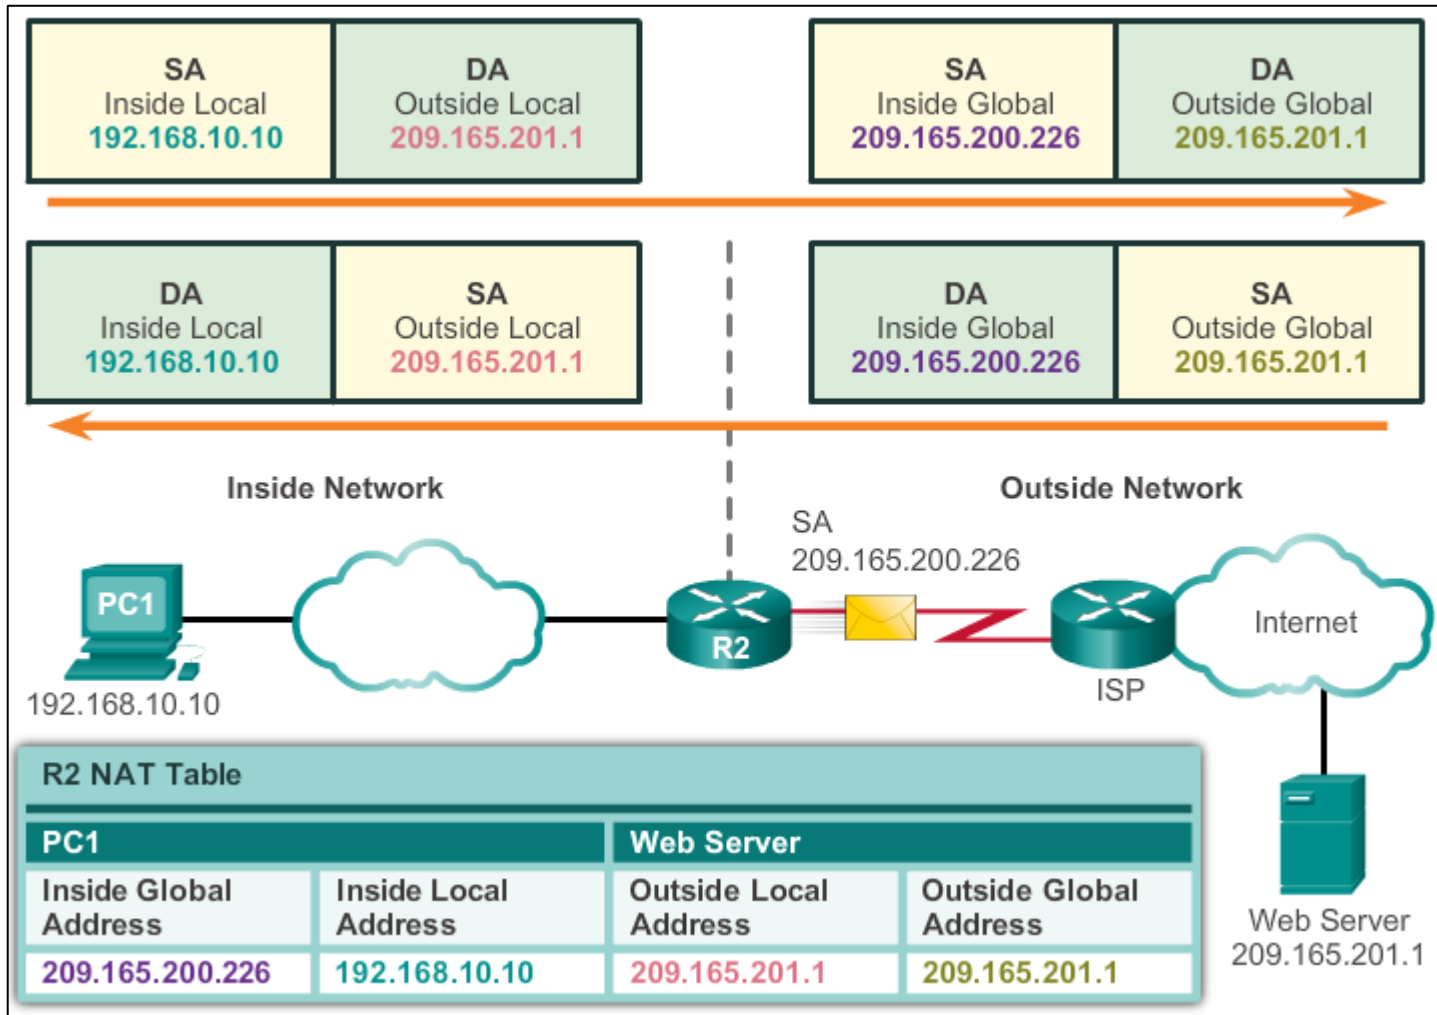 SA
Inside Local
192.168.10.10
DA
Outside Local
209.165.201.1
SA
Inside Global
209.165.200.226
DA
Outside Global
209.165.201.1
DA
Inside Local
192.168.10.10
SA
Outside Local
209.165.201.1
DA
Inside Global
209.165.200.226
SA
Outside Global
209.165.201.1
Inside Network
Outside Network
SA
209.165.200.226
PC1
192.168.10.10
R2
ISP
Internet
Web Server
209.165.201.1
R2 NAT Table
PC1
Web Server
Inside Global
Address
Inside Local
Address
Outside Local
Address
Outside Global
Address
209.165.200.226
192.168.10.10
209.165.201.1
209.165.201.1